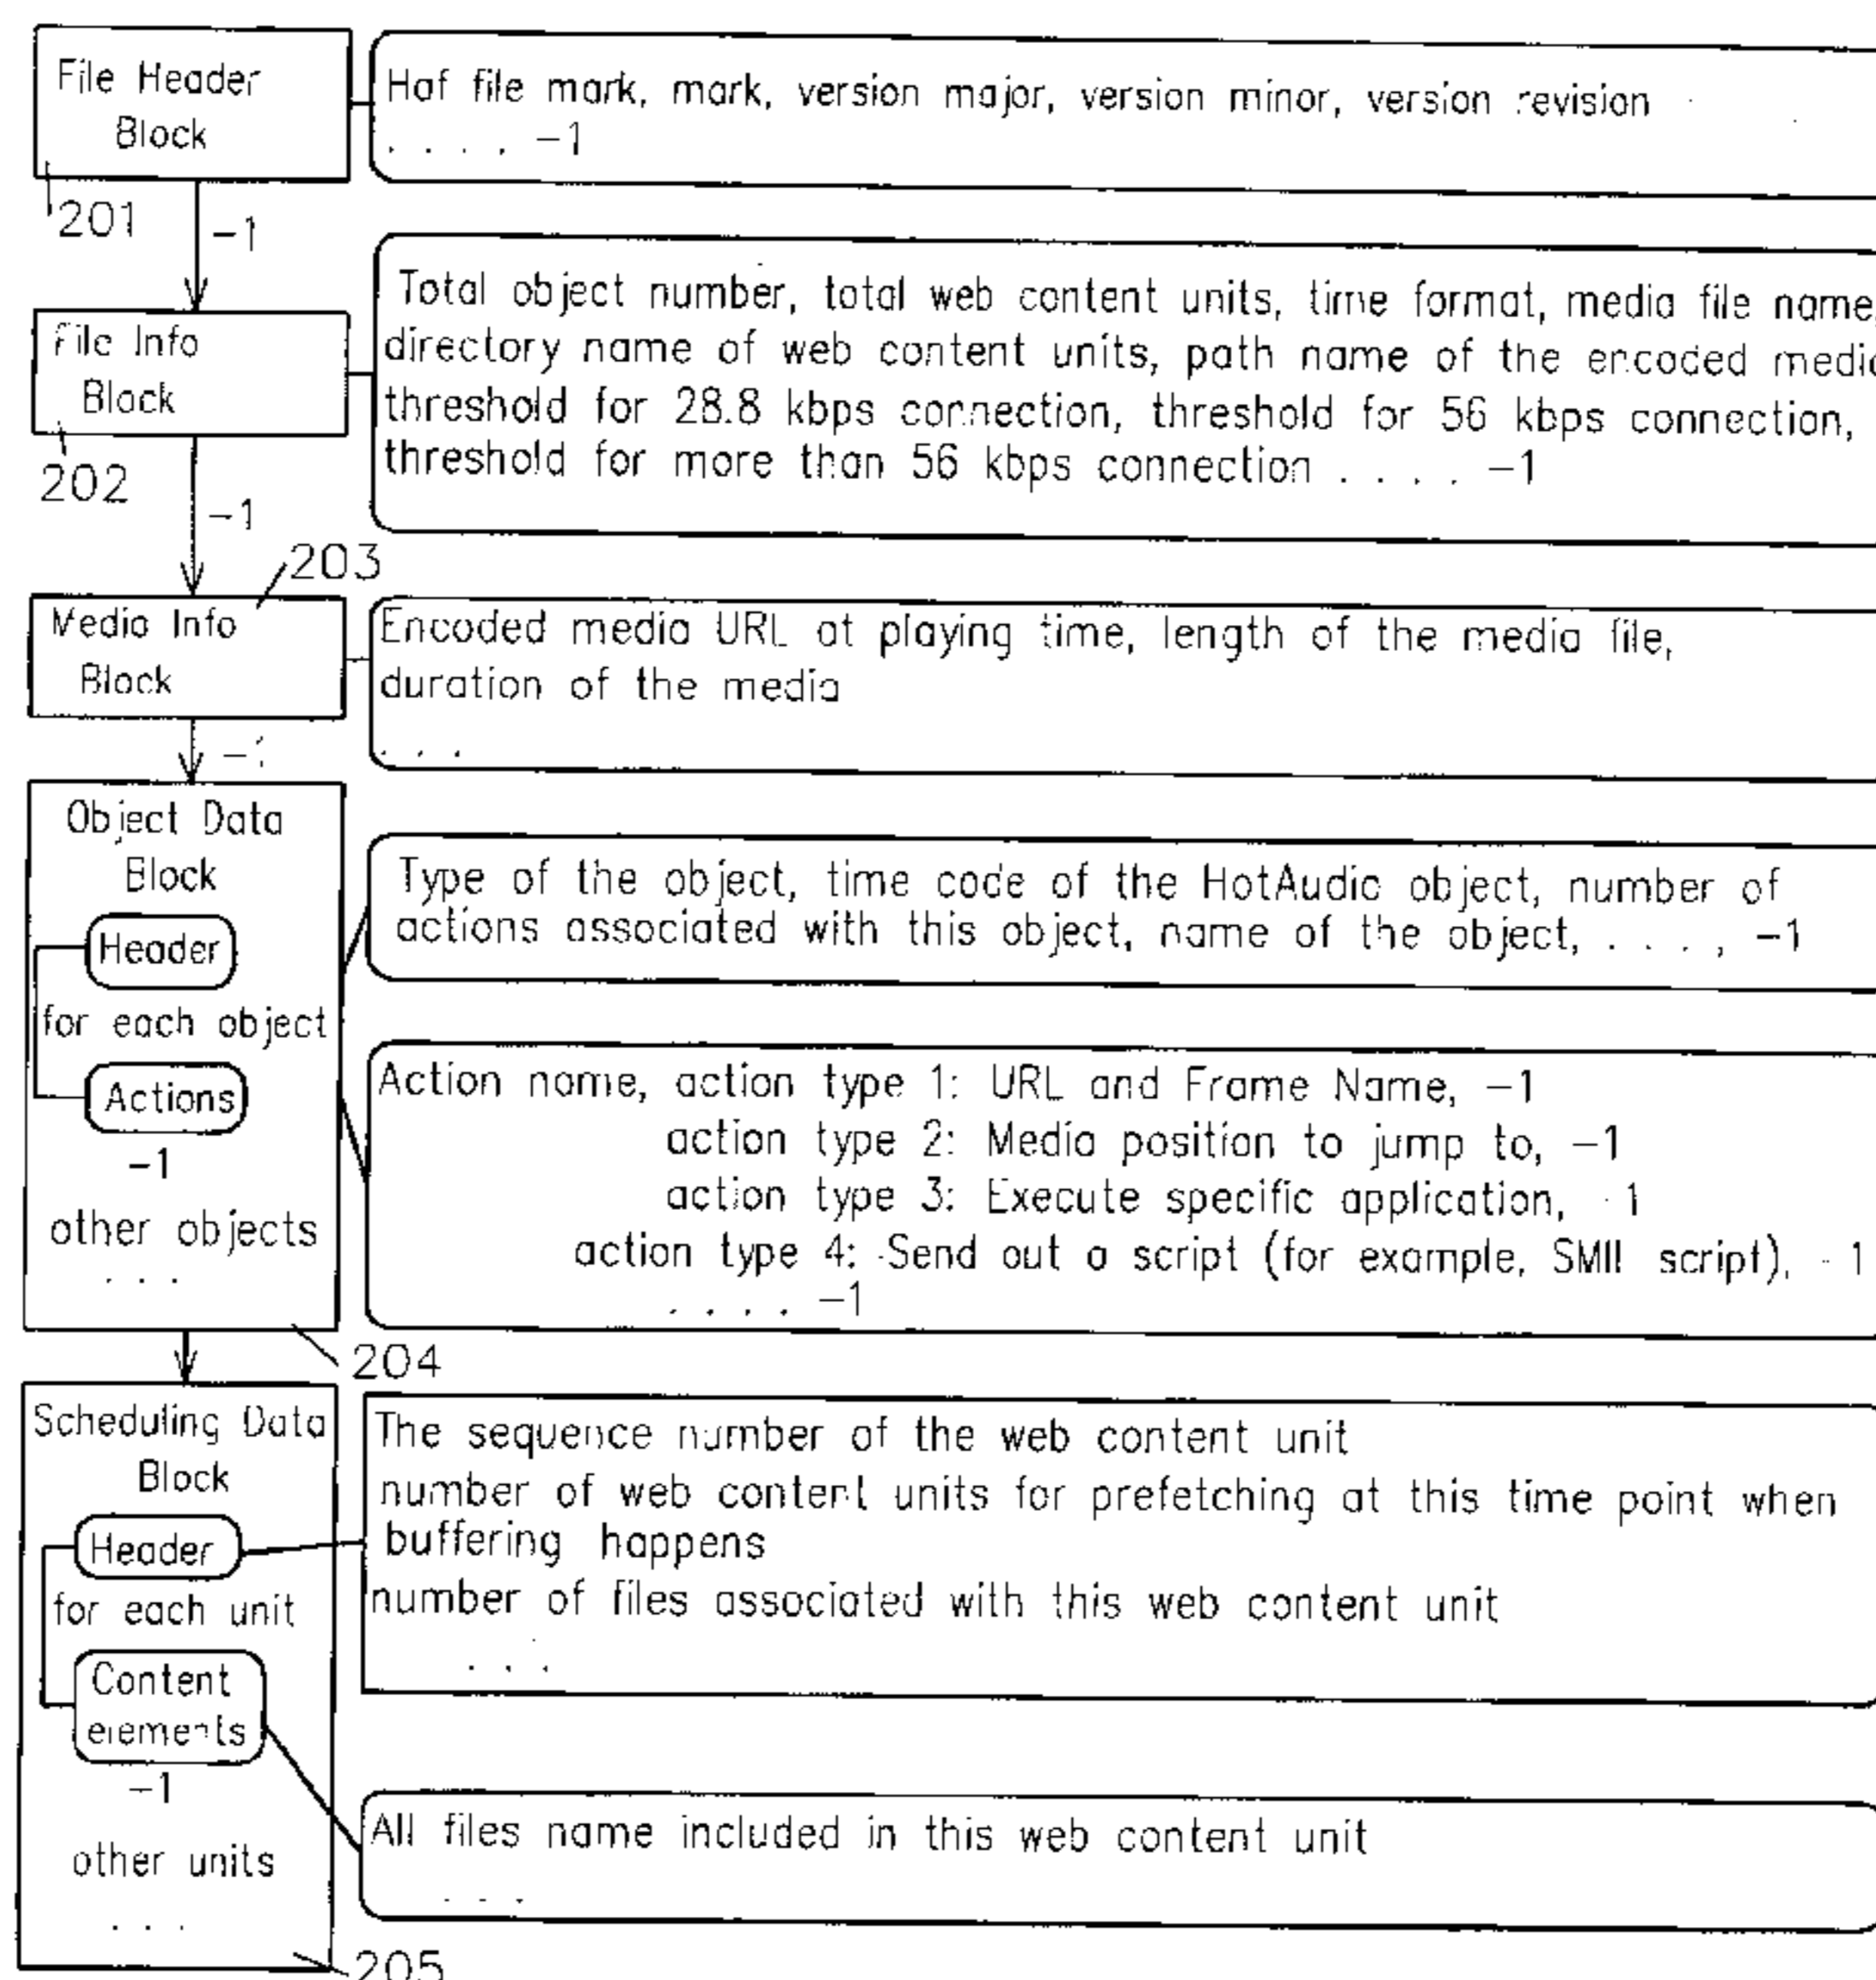 File Header
Block
201
-1
Haf file mark, mark, version major, version minor, version revision
. . . . -1
File Info
Block
202
-1
Total object number, total web content units, time format, media file name,
directory name of web content units, path name of the encoded media
threshold for 28.8 kbps connection, threshold for 56 kbps connection,
threshold for more than 56 kbps connection . . . . -1
203
Media Info
Block
Encoded media URL at playing time, length of the media file,
duration of the media
. . .
-1
Object Data
Block
Header
for each object
Actions
-1
other objects
. . .
204
Type of the object, time code of the HotAudio object, number of
actions associated with this object, name of the object, . . . , -1
Action name, action type 1: URL and Frame Name, -1
action type 2: Media position to jump to, -1
action type 3: Execute specific application, -1
action type 4: Send out a script (for example, SMIL script), -1
. . . . -1
Scheduling Data
Block
Header
for each unit
Content
elements
-1
other units
. . .
205
The sequence number of the web content unit
number of web content units for prefetching at this time point when
buffering happens
number of files associated with this web content unit
. . .
All files name included in this web content unit
. . .